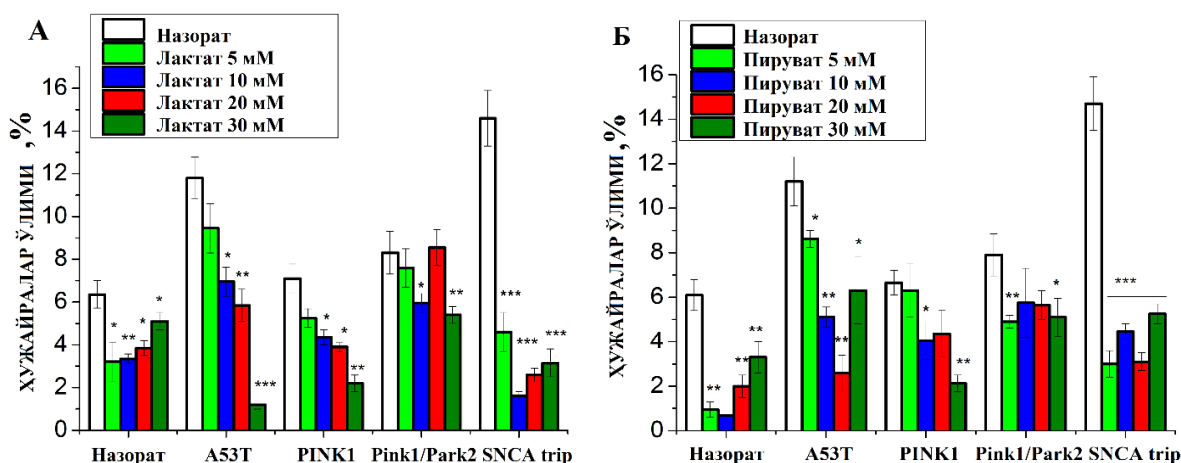 А
Назорат
Лактат 5 мМ
Лактат 10 мМ
Лактат 20 мМ
Лактат 30 мМ
ҲУЖАЙРАЛАР ЎЛИМИ ,%
16
14
12
10
8
6
4
2
0
* ** * *
* ** ***
* * **
* **
*** *** ***
Назорат A53T PINK1 Pink1/Park2 SNCA trip
Б
Назорат
Пируват 5 мМ
Пируват 10 мМ
Пируват 20 мМ
Пируват 30 мМ
ҲУЖАЙРАЛАР ЎЛИМИ ,%
16
14
12
10
8
6
4
2
0
** ** **
* ** ** *
* **
** *
***
Назорат A53T PINK1 Pink1/Park2 SNCA trip